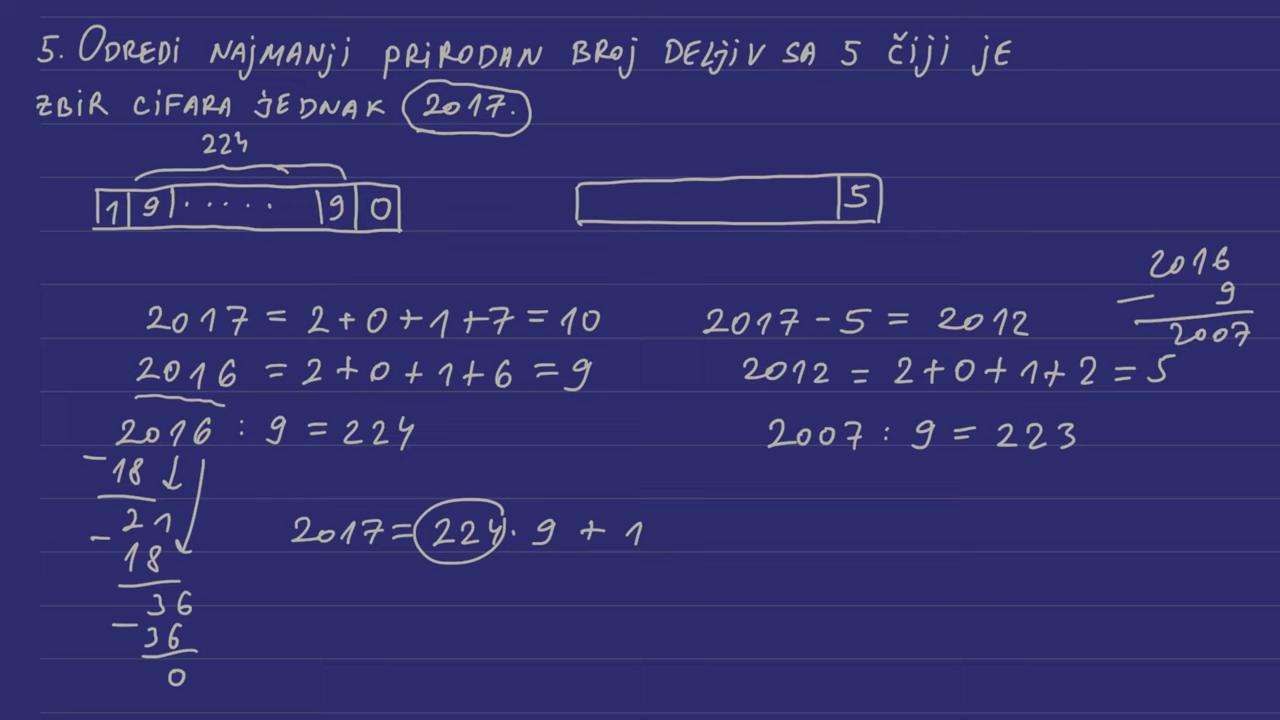 5. ODREDI NAJMANJI PRIRODAN BROJ DELJIV SA 5 ČIJI JE
ZBIR CIFARA JEDNAK 2017.
224
1 9 ..... 9 0
5
2017 = 2+0+1+7 = 10
2016 = 2+0+1+6 = 9
2016 : 9 = 224
-18
21
-18
36
-36
0
2017 = 224 · 9 + 1
2017 - 5 = 2012
2012 = 2+0+1+2 = 5
2007 : 9 = 223
2016
- 9
2007